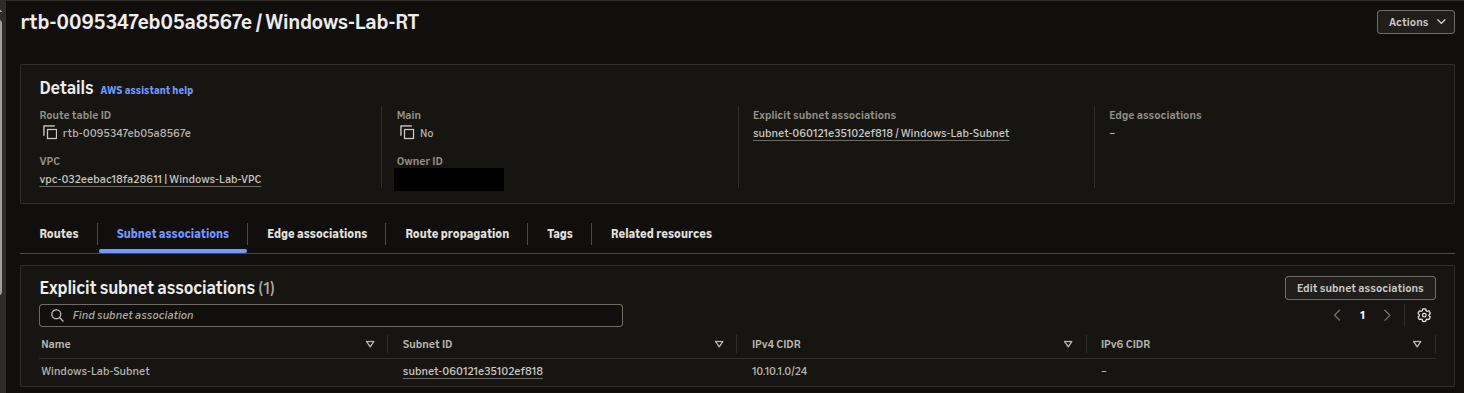 rtb-0095347eb05a8567e / Windows-Lab-RT
Actions
Details AWS assistant help
Route table ID
rtb-0095347eb05a8567e
Main
No
Explicit subnet associations
subnet-060121e35102ef818 / Windows-Lab-Subnet
Edge associations
–
VPC
vpc-032eebac18fa28611 | Windows-Lab-VPC
Owner ID
Routes Subnet associations Edge associations Route propagation Tags Related resources
Explicit subnet associations (1)
Edit subnet associations
Find subnet association
1
Name Subnet ID IPv4 CIDR IPv6 CIDR
Windows-Lab-Subnet subnet-060121e35102ef818 10.10.1.0/24 –